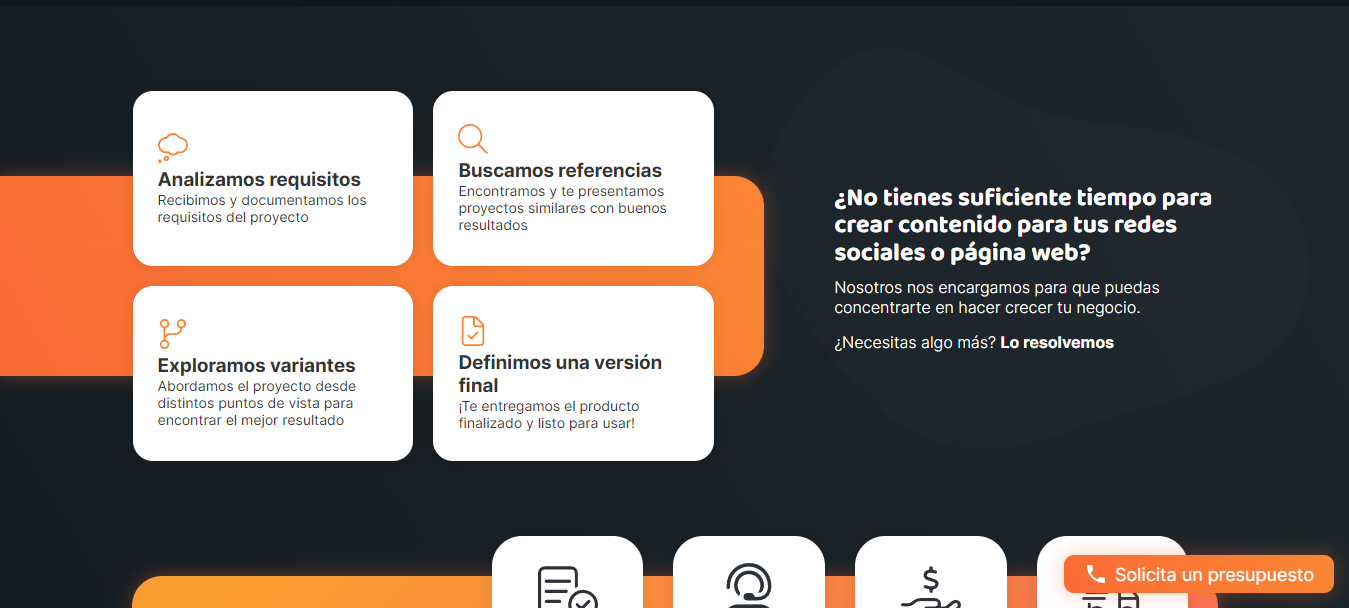 Analizamos requisitos
Recibimos y documentamos los
requisitos del proyecto
Buscamos referencias
Encontramos y te presentamos
proyectos similares con buenos
resultados
Exploramos variantes
Abordamos el proyecto desde
distintos puntos de vista para
encontrar el mejor resultado
Definimos una versión
final
¡Te entregamos el producto
finalizado y listo para usar!
¿No tienes suficiente tiempo para
crear contenido para tus redes
sociales o página web?
Nosotros nos encargamos para que puedas
concentrarte en hacer crecer tu negocio.
¿Necesitas algo más? Lo resolvemos
$
Solicita un presupuesto